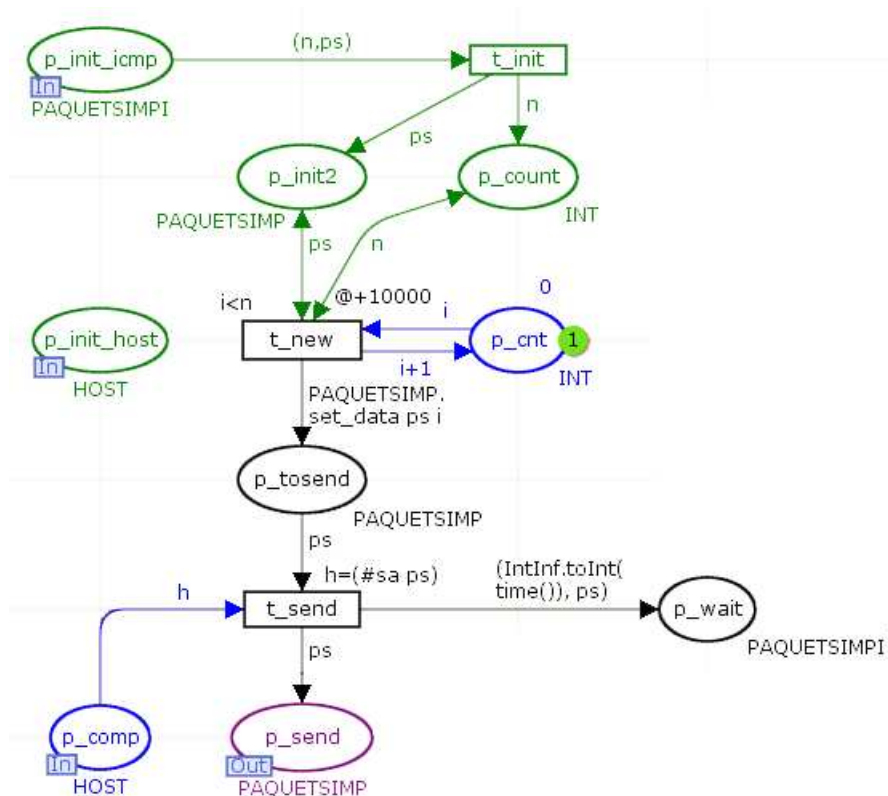 (n,ps)
p_init_icmp
t_init
In
PAQUETSIMPI
n
ps
p_init2
p_count
PAQUETSIMP
INT
ps
n
0
i<n
@+10000
i
p_init_host
t_new
p_cnt
1
In
HOST
i+1
INT
PAQUETSIMP.
set_data ps i
p_tosend
PAQUETSIMP
ps
h=(#sa ps)
(IntInf.toInt(
time()), ps)
h
t_send
p_wait
ps
PAQUETSIMPI
p_comp
p_send
In
Out
HOST
PAQUETSIMP